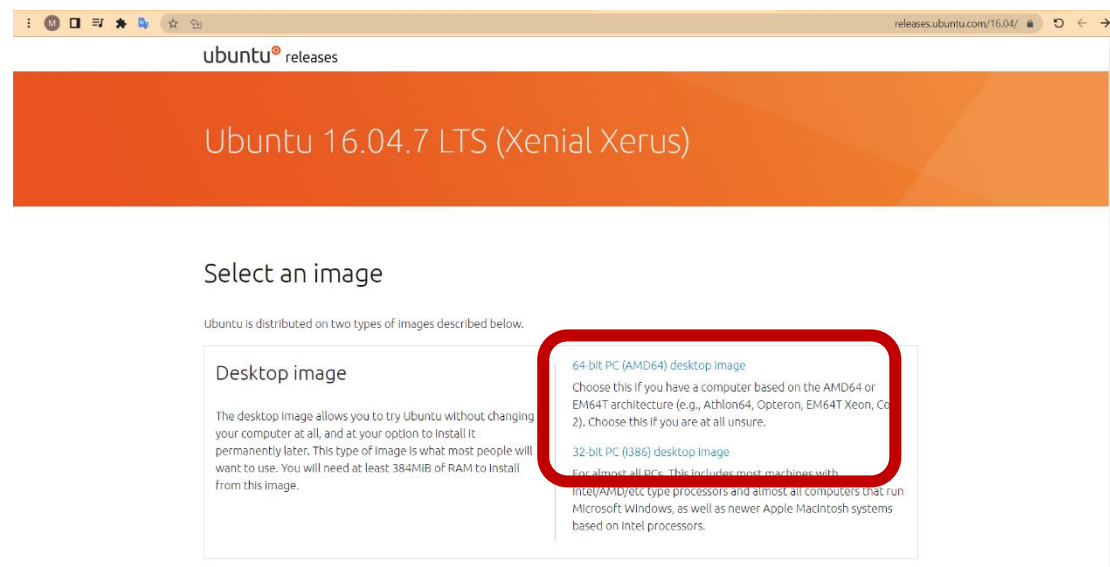 M
releases.ubuntu.com/16.04/
ubuntu releases
Ubuntu 16.04.7 LTS (Xenial Xerus)
Select an image
Ubuntu is distributed on two types of images described below.
Desktop image
The desktop image allows you to try Ubuntu without changing
your computer at all, and at your option to install it
permanently later. This type of image is what most people will
want to use. You will need at least 384MiB of RAM to install
from this image.
64-bit PC (AMD64) desktop image
Choose this if you have a computer based on the AMD64 or
EM64T architecture (e.g., Athlon64, Opteron, EM64T Xeon,
2). Choose this if you are at all unsure.
32-bit PC (i386) desktop image
For almost all PCs. This includes most machines with
Intel/AMD/etc type processors and almost all computers that run
Microsoft Windows, as well as newer Apple Macintosh systems
based on Intel processors.